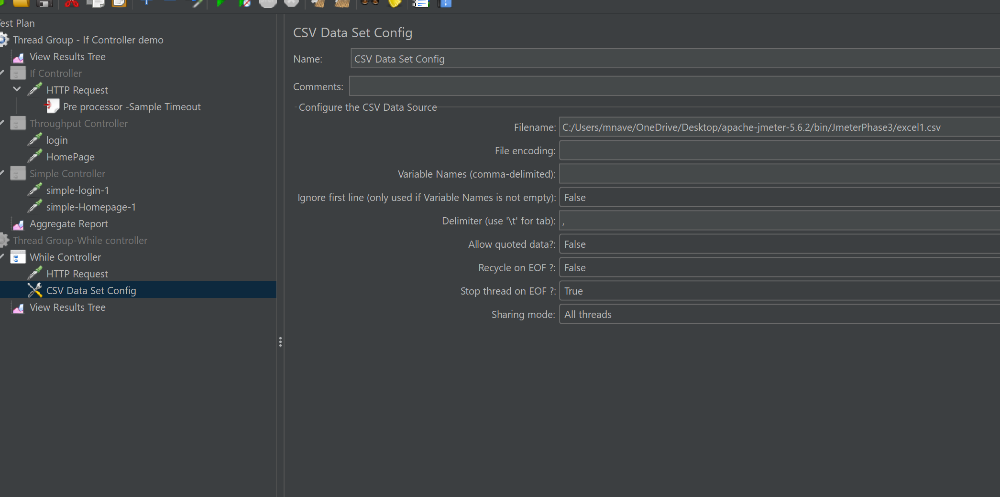 est Plan
Thread Group - If Controller demo
View Results Tree
If Controller
HTTP Request
Pre processor -Sample Timeout
Throughput Controller
login
HomePage
Simple Controller
simple-login-1
simple-Homepage-1
Aggregate Report
Thread Group-While controller
While Controller
HTTP Request
CSV Data Set Config
View Results Tree
CSV Data Set Config
Name: CSV Data Set Config
Comments:
Configure the CSV Data Source
Filename: C:/Users/mnave/OneDrive/Desktop/apache-jmeter-5.6.2/bin/JmeterPhase3/excel1.csv
File encoding:
Variable Names (comma-delimited):
Ignore first line (only used if Variable Names is not empty): False
Delimiter (use '\t' for tab): ,
Allow quoted data?: False
Recycle on EOF ?: False
Stop thread on EOF ?: True
Sharing mode: All threads